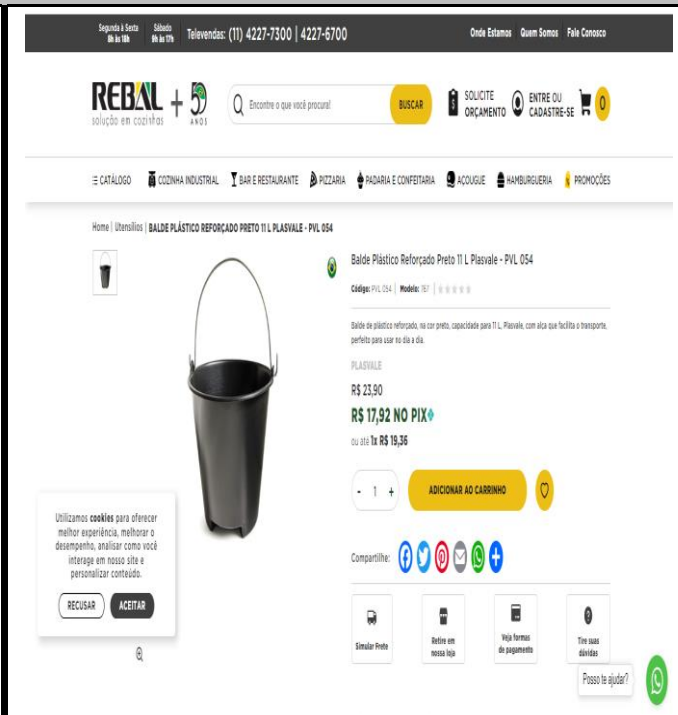 Segunda à Sexta
8h às 18h
Sábado
9h às 17h
Televendas: (11) 4227-7300 | 4227-6700
Onde Estamos Quem Somos Fale Conosco
REBAL + 50
solução em cozinhas
ANOS
Encontre o que você procura!
BUSCAR
SOLICITE
ORÇAMENTO
ENTRE OU
CADASTRE-SE
0
CATÁLOGO COZINHA INDUSTRIAL BAR E RESTAURANTE PIZZARIA PADARIA E CONFEITARIA AÇOUGUE HAMBURGUERIA PROMOÇÕES
Home | Utensílios | BALDE PLÁSTICO REFORÇADO PRETO 11 L PLASVALE - PVL 054
Balde Plástico Reforçado Preto 11 L Plasvale - PVL 054
Código: PVL 054 | Modelo: 767
Balde de plástico reforçado, na cor preto, capacidade para 11 L, Plasvale, com alça que facilita o transporte,
perfeito para usar no dia a dia.
PLASVALE
R$ 23,90
R$ 17,92 NO PIX
ou até 1x R$ 19,36
- 1 +
ADICIONAR AO CARRINHO
Utilizamos cookies para oferecer
melhor experiência, melhorar o
desempenho, analisar como você
interage em nosso site e
personalizar conteúdo.
RECUSAR ACEITAR
Compartilhe:
Simular Frete
Retire em
nossa loja
Veja formas
de pagamento
Tire suas
dúvidas
Posso te ajudar?